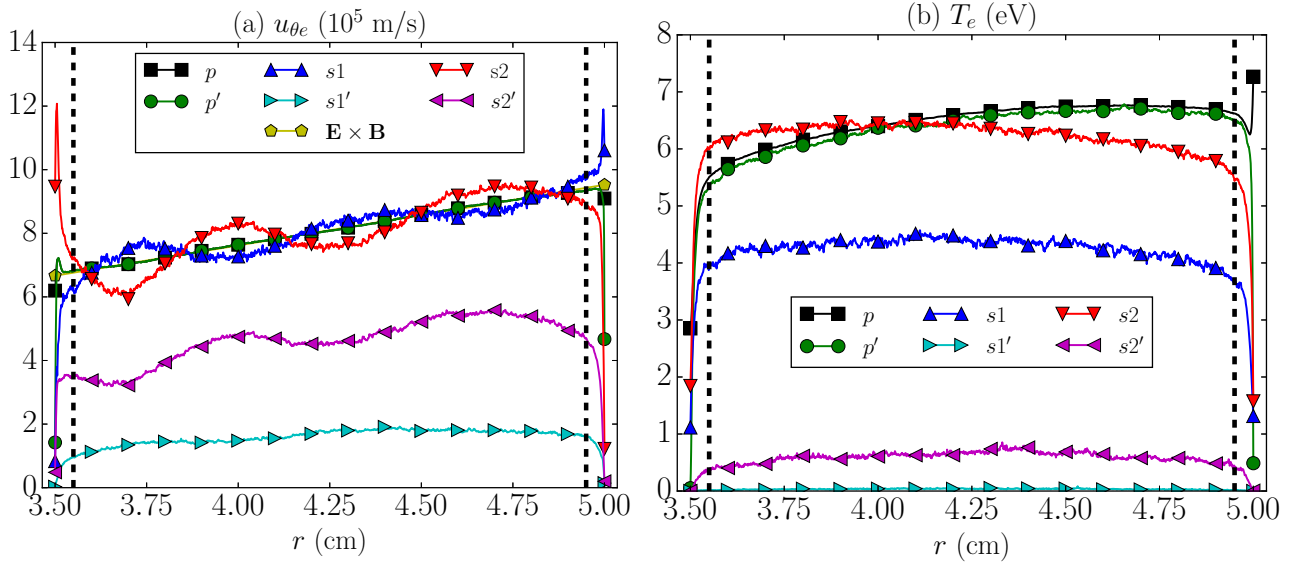 (a) $u_{\theta e}$ (10⁵ m/s)
14
12
10
8
6
4
2
0
p s1 s2
p′ s1′ s2′
E × B
3.50 3.75 4.00 4.25 4.50 4.75 5.00
r (cm)
(b) $T_e$ (eV)
8
7
6
5
4
3
2
1
0
p s1 s2
p′ s1′ s2′
3.50 3.75 4.00 4.25 4.50 4.75 5.00
r (cm)